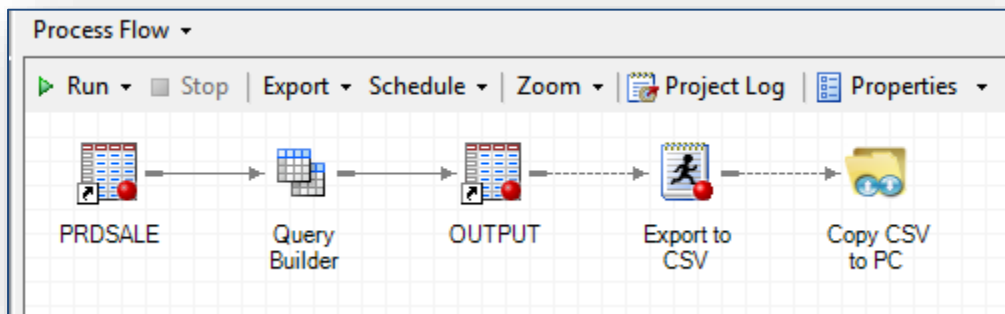 Process Flow
Run Stop Export Schedule Zoom Project Log Properties
PRDSALE Query Builder OUTPUT Export to CSV Copy CSV to PC